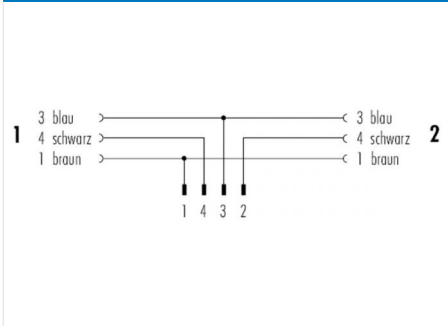 3 blau 3 blau
1 4 schwarz 4 schwarz 2
1 braun 1 braun
1 4 3 2